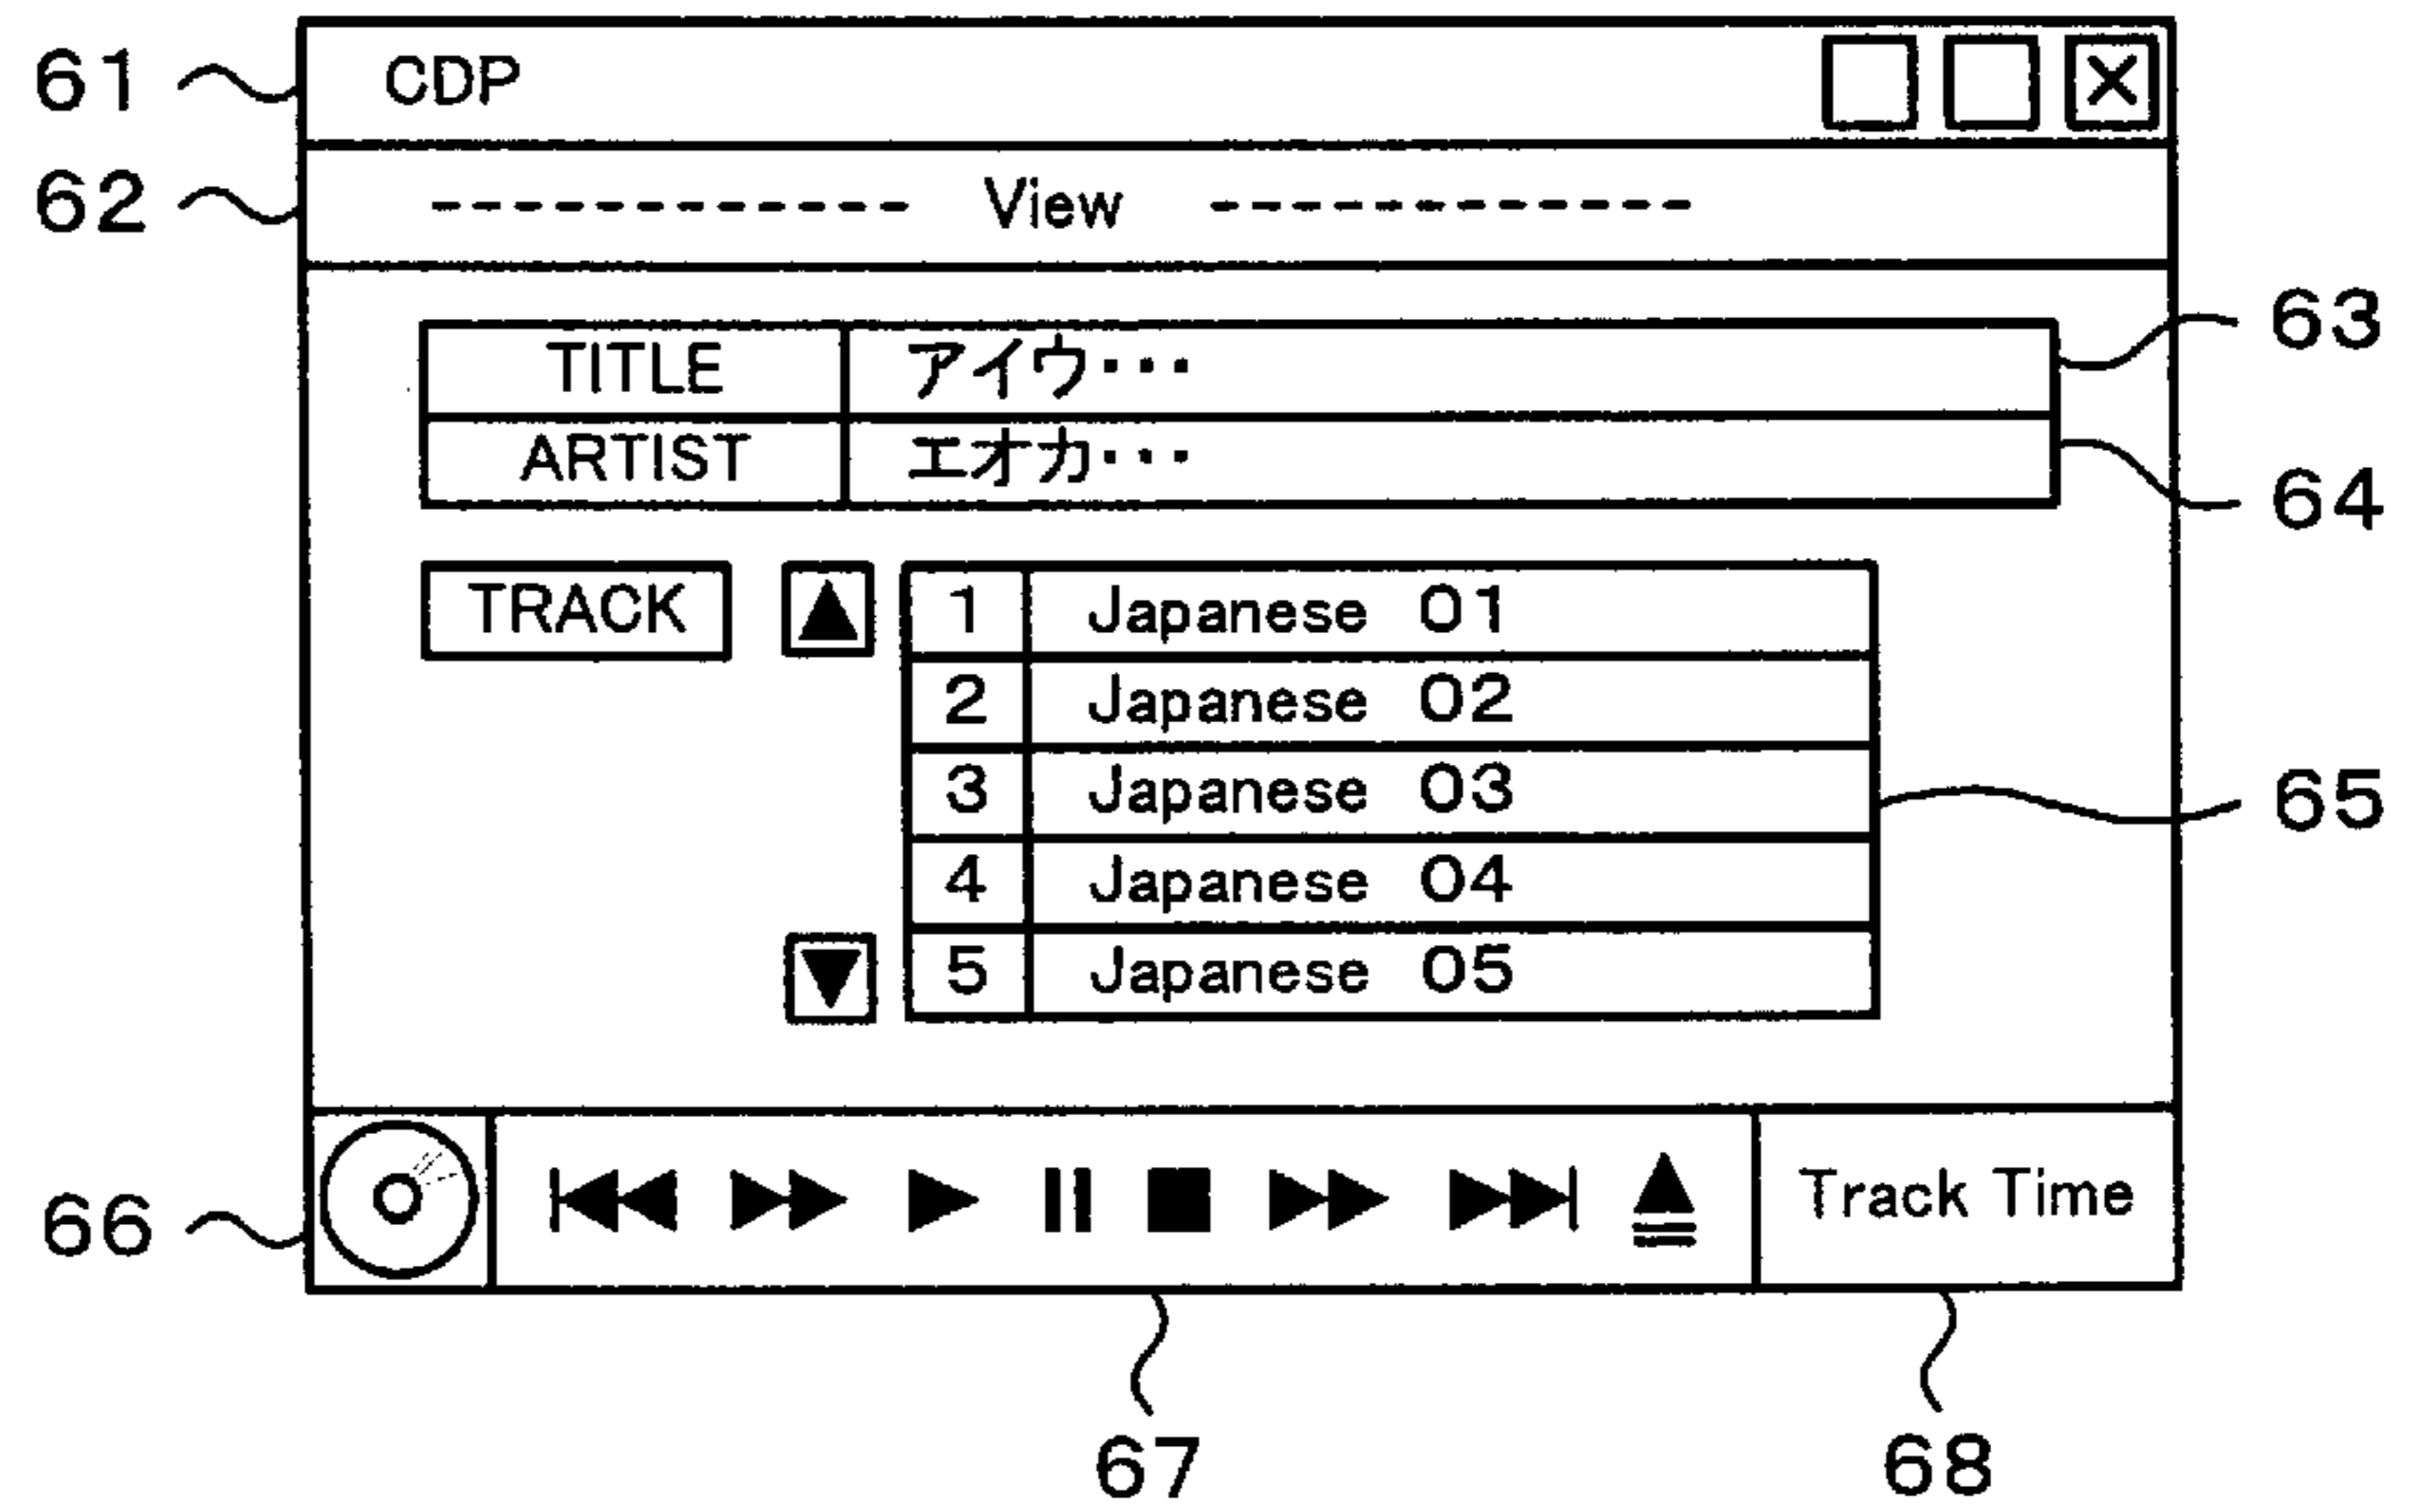 61 CDP
62 ------------ View ------------
TITLE アイウ・・・ 63
ARTIST エオカ・・・ 64
TRACK 1 Japanese 01
2 Japanese 02
3 Japanese 03 65
4 Japanese 04
5 Japanese 05
66 Track Time
67 68